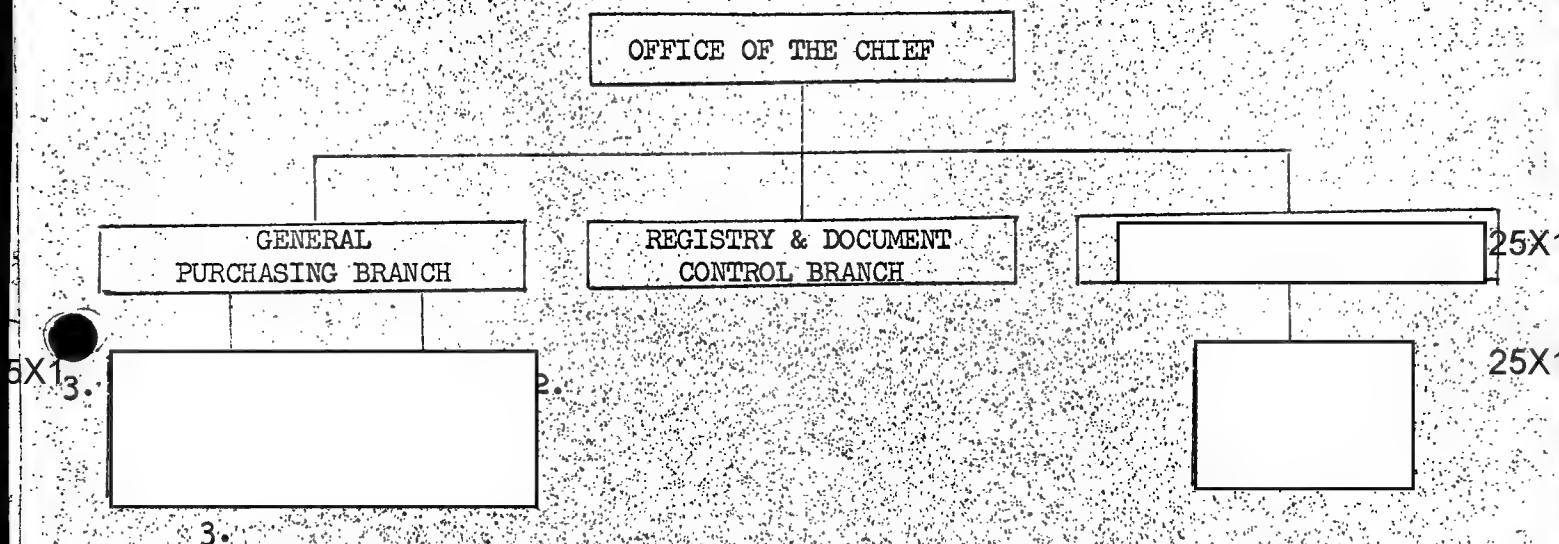 OFFICE OF THE CHIEF
GENERAL
PURCHASING BRANCH
REGISTRY & DOCUMENT
CONTROL BRANCH
25X1
5X1
3.
2.
25X1
3.